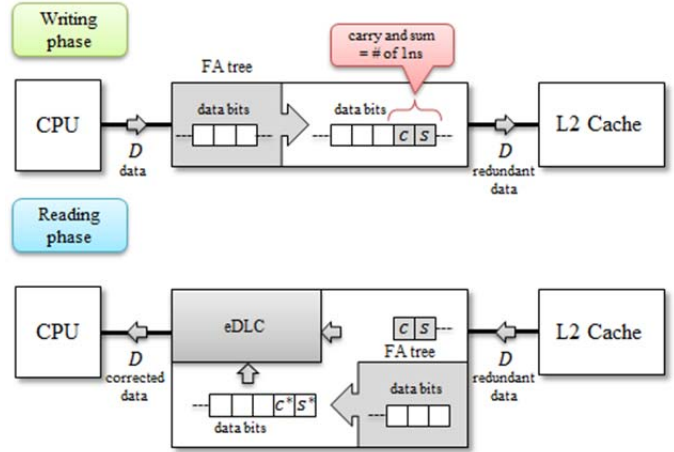 Writing
phase
carry and sum
= # of 1ns
FA tree
CPU
data bits
data bits
c s
L2 Cache
D
data
D
redundant
data
Reading
phase
CPU
eDLC
c s
FA tree
L2 Cache
D
corrected
data
data bits
D
redundant
data
c* s*
data bits